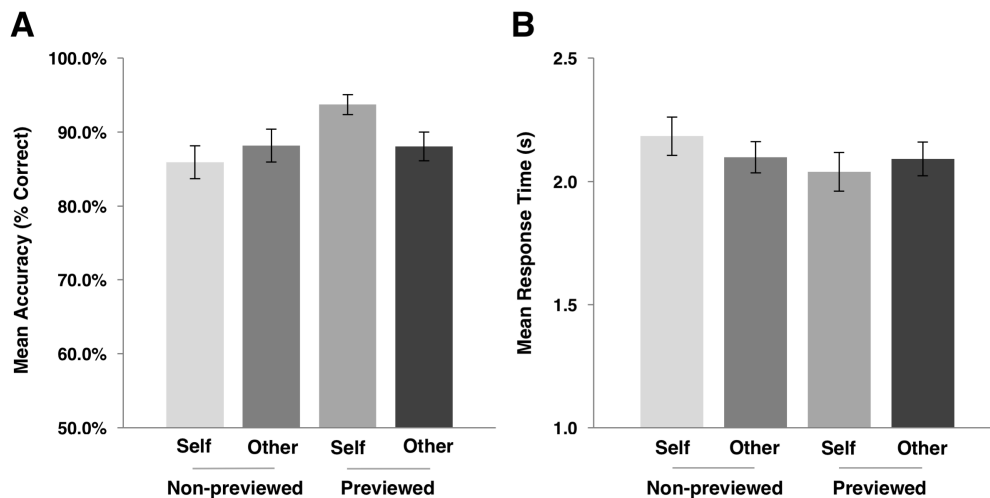 A
Mean Accuracy (% Correct)
100.0%
90.0%
80.0%
70.0%
60.0%
50.0%
Self Other Self Other
Non-previewed Previewed
B
Mean Response Time (s)
2.5
2.0
1.5
1.0
Self Other Self Other
Non-previewed Previewed